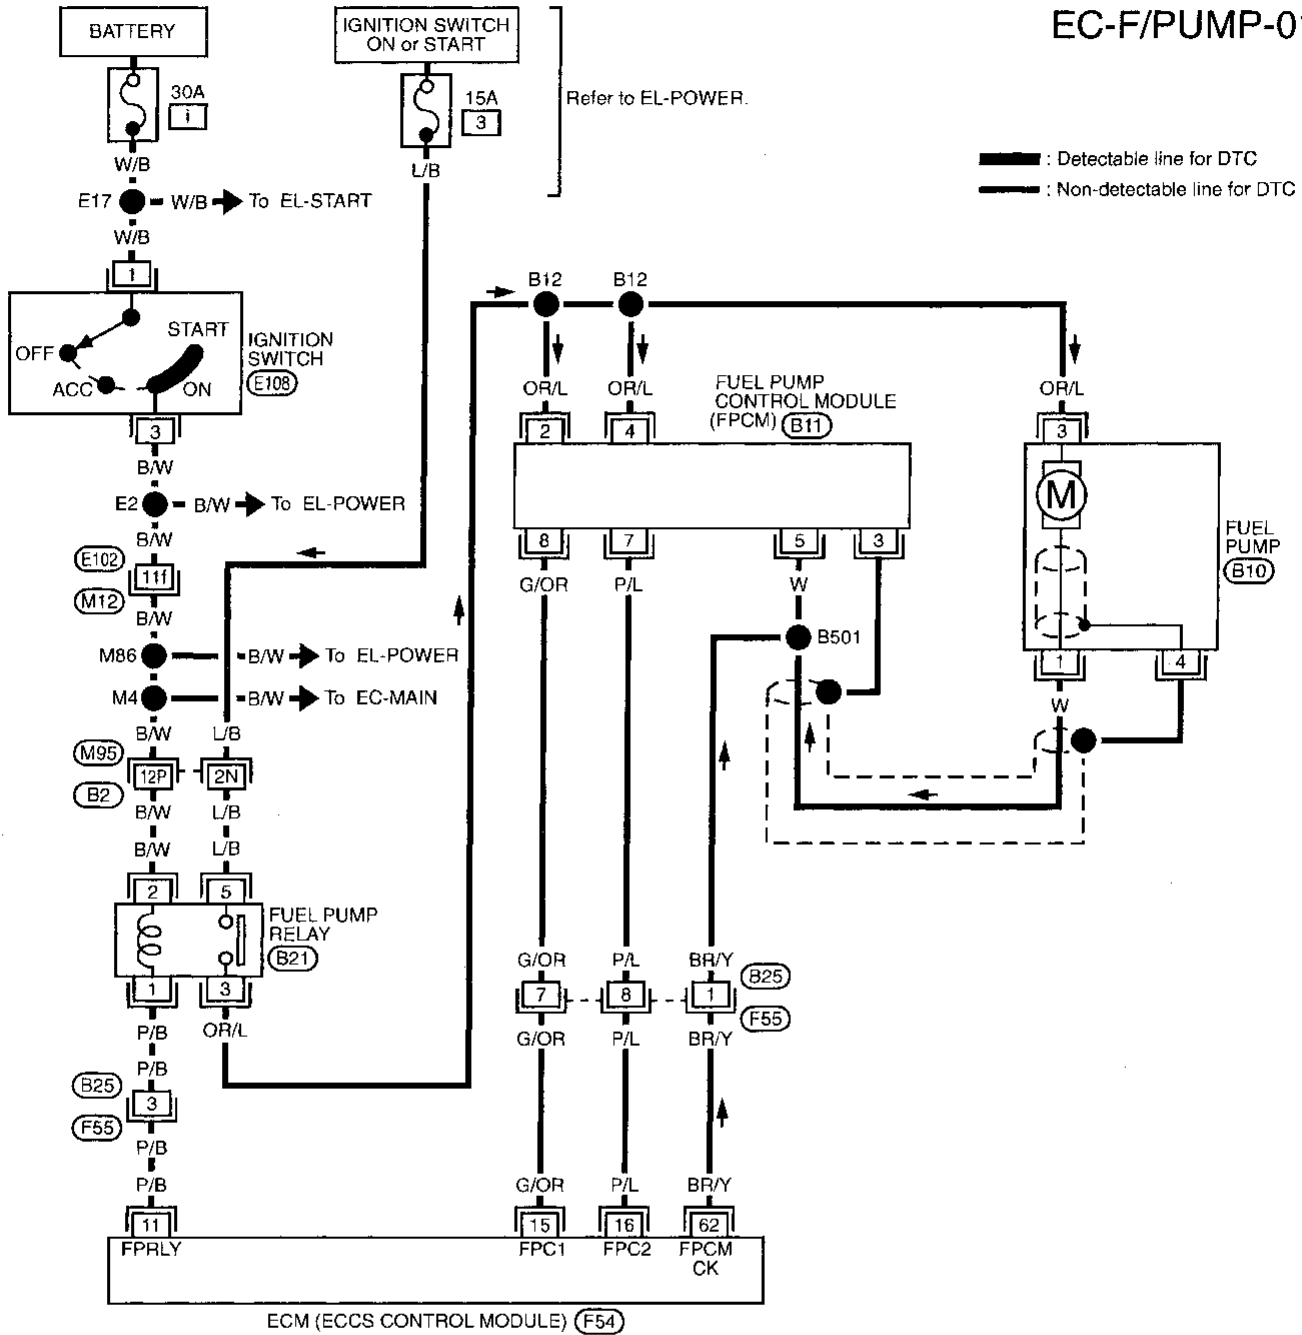 EC-F/PUMP-01
BATTERY
IGNITION SWITCH
ON or START
30A
i
15A
3
Refer to EL-POWER.
: Detectable line for DTC
: Non-detectable line for DTC
W/B
L/B
E17
W/B
To EL-START
W/B
1
START
OFF
ACC
ON
IGNITION
SWITCH
E108
3
B/W
E2
B/W
To EL-POWER
B/W
E102
11f
M12
B/W
M86
B/W
To EL-POWER
M4
B/W
To EC-MAIN
B/W
L/B
M95
12P
2N
B2
B/W
L/B
B/W
L/B
2
5
FUEL PUMP
RELAY
B21
1
3
P/B
OR/L
P/B
B25
3
F55
P/B
P/B
11
FPRLY
B12
B12
OR/L
OR/L
OR/L
2
4
FUEL PUMP
CONTROL MODULE
(FPCM)
B11
3
M
FUEL
PUMP
B10
8
7
5
3
G/OR
P/L
W
B501
1
4
W
G/OR
P/L
BR/Y
B25
7
8
1
F55
G/OR
P/L
BR/Y
G/OR
P/L
BR/Y
15
16
62
FPC1
FPC2
FPCM
CK
ECM (ECCS CONTROL MODULE)
F54